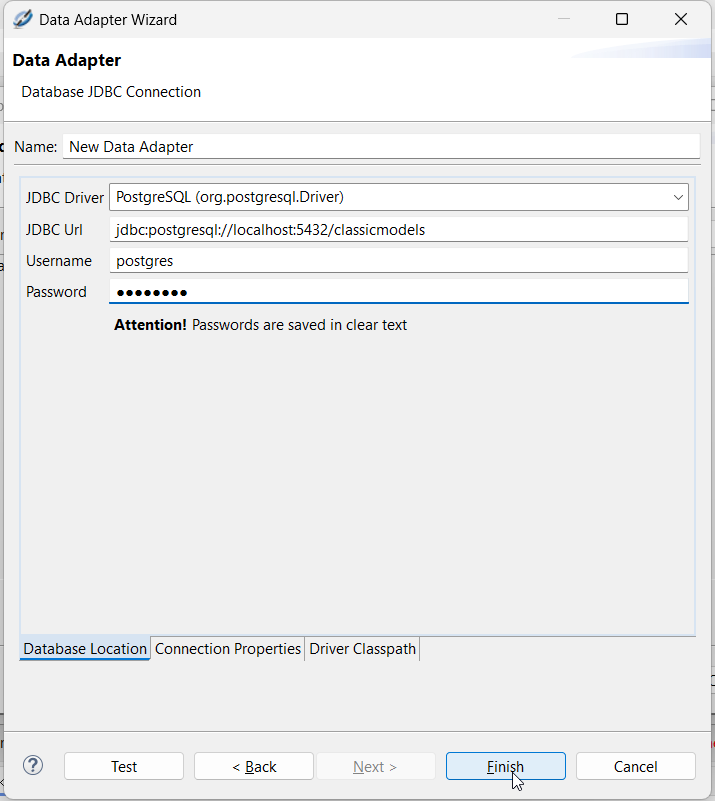 Data Adapter Wizard
Data Adapter
Database JDBC Connection
Name: New Data Adapter
JDBC Driver PostgreSQL (org.postgresql.Driver)
JDBC Url jdbc:postgresql://localhost:5432/classicmodels
Username postgres
Password ●●●●●●●●
Attention! Passwords are saved in clear text
Database Location Connection Properties Driver Classpath
? Test < Back Next > Finish Cancel